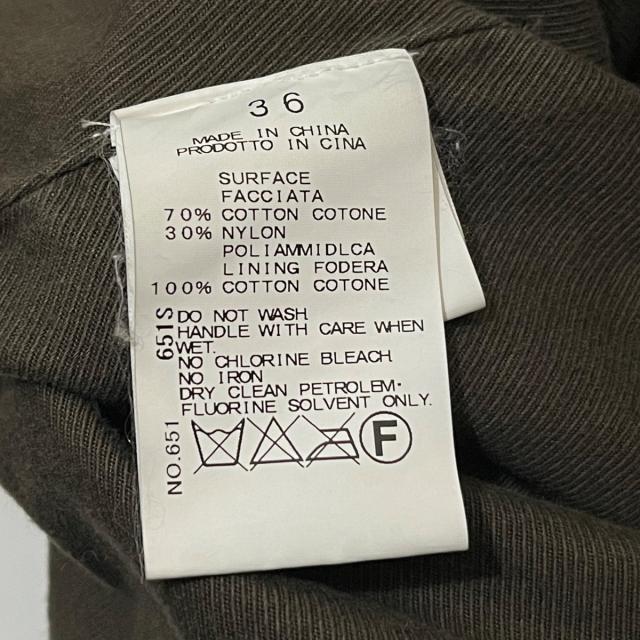 36
MADE IN CHINA
PRODOTTO IN CINA
SURFACE
FACCIATA
70% COTTON COTONE
30% NYLON
POLIAMMIDLCA
LINING FODERA
100% COTTON COTONE
DO NOT WASH
HANDLE WITH CARE WHEN
WET.
NO CHLORINE BLEACH
NO IRON
DRY CLEAN PETROLEM·
FLUORINE SOLVENT ONLY.
F
651S
NO.651